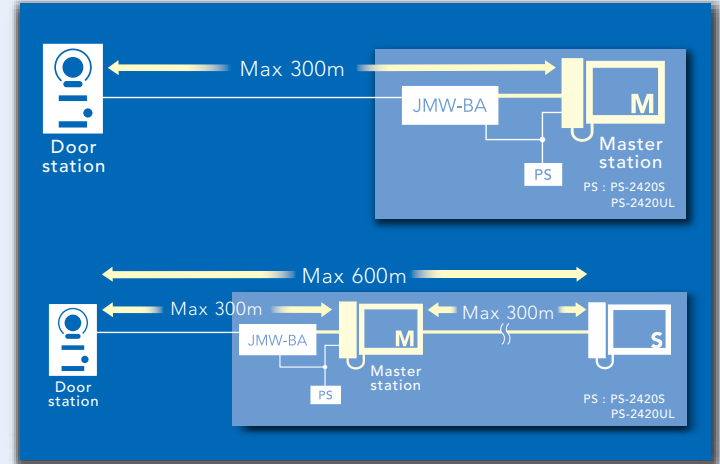 Max 300m
JMW-BA
M
Door
station
Master
station
PS
PS : PS-2420S
PS-2420UL
Max 600m
Max 300m
Max 300m
JMW-BA
M
S
Master
station
Door
station
PS
PS : PS-2420S
PS-2420UL